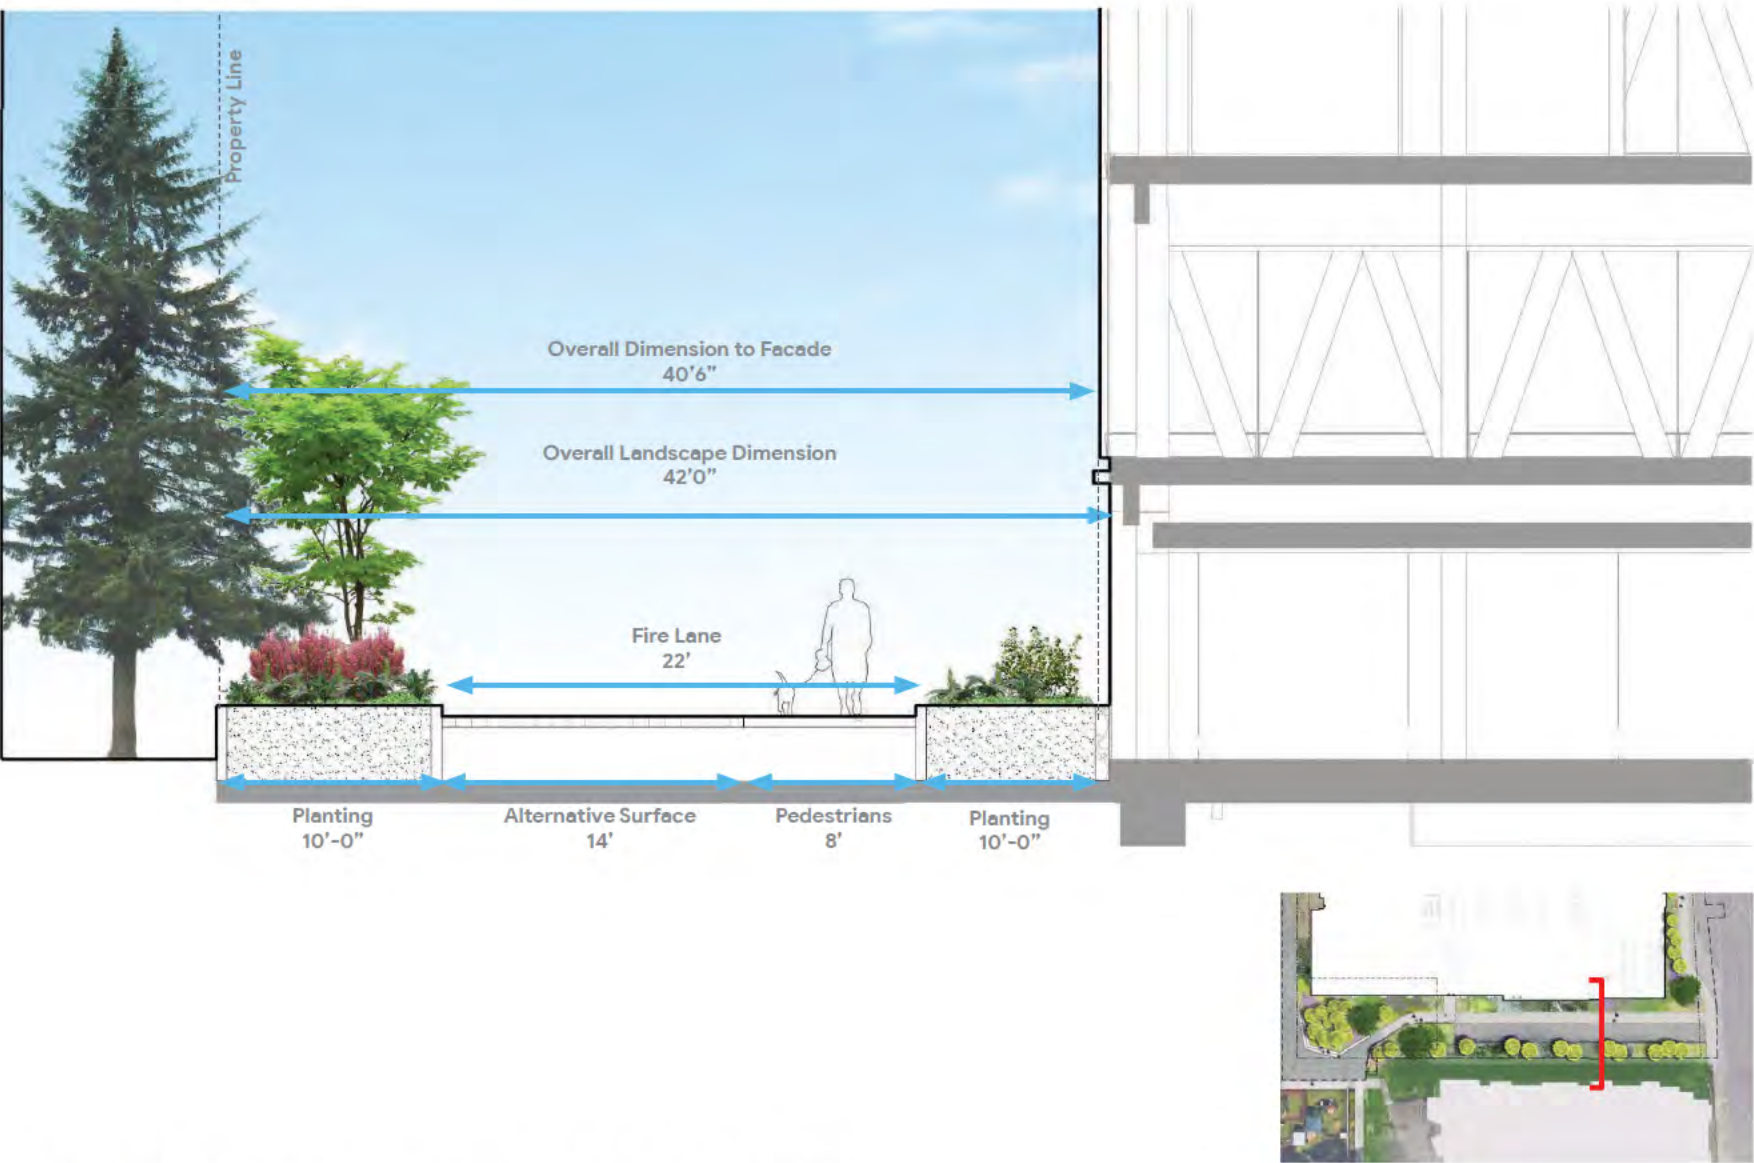 Property Line
Overall Dimension to Facade
40'6"
Overall Landscape Dimension
42'0"
Fire Lane
22'
Planting
10'-0"
Alternative Surface
14'
Pedestrians
8'
Planting
10'-0"